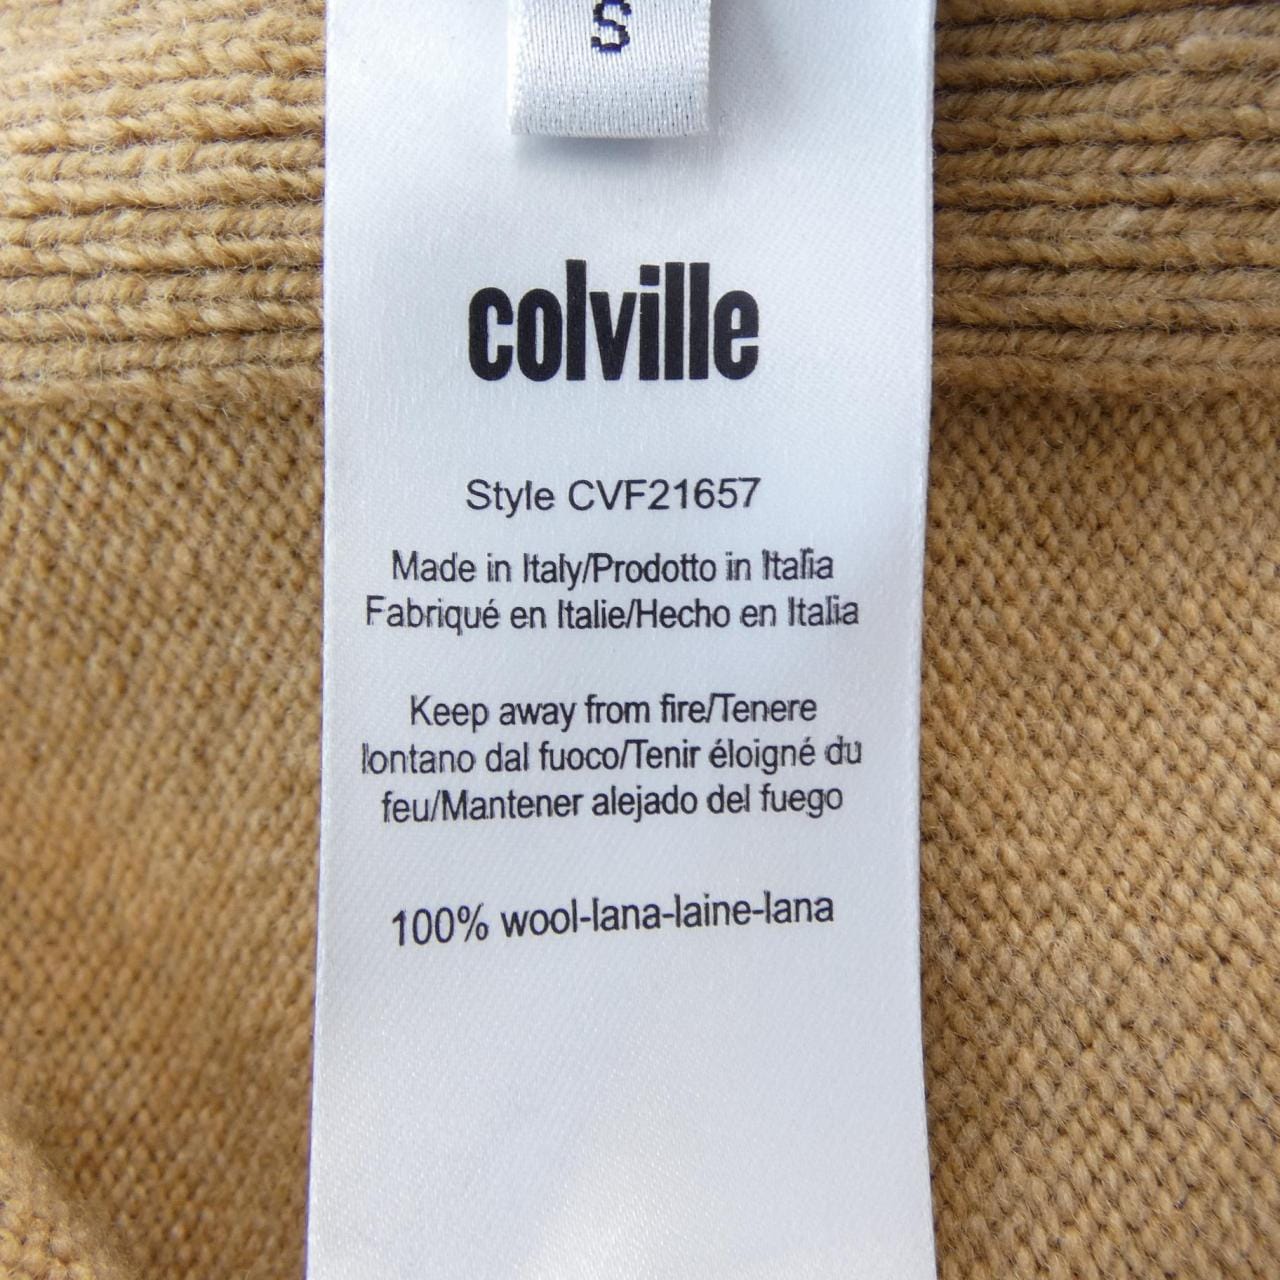 S
colville
Style CVF21657
Made in Italy/Prodotto in Italia
Fabriqué en Italie/Hecho en Italia
Keep away from fire/Tenere
lontano dal fuoco/Tenir éloigné du
feu/Mantener alejado del fuego
100% wool-lana-laine-lana